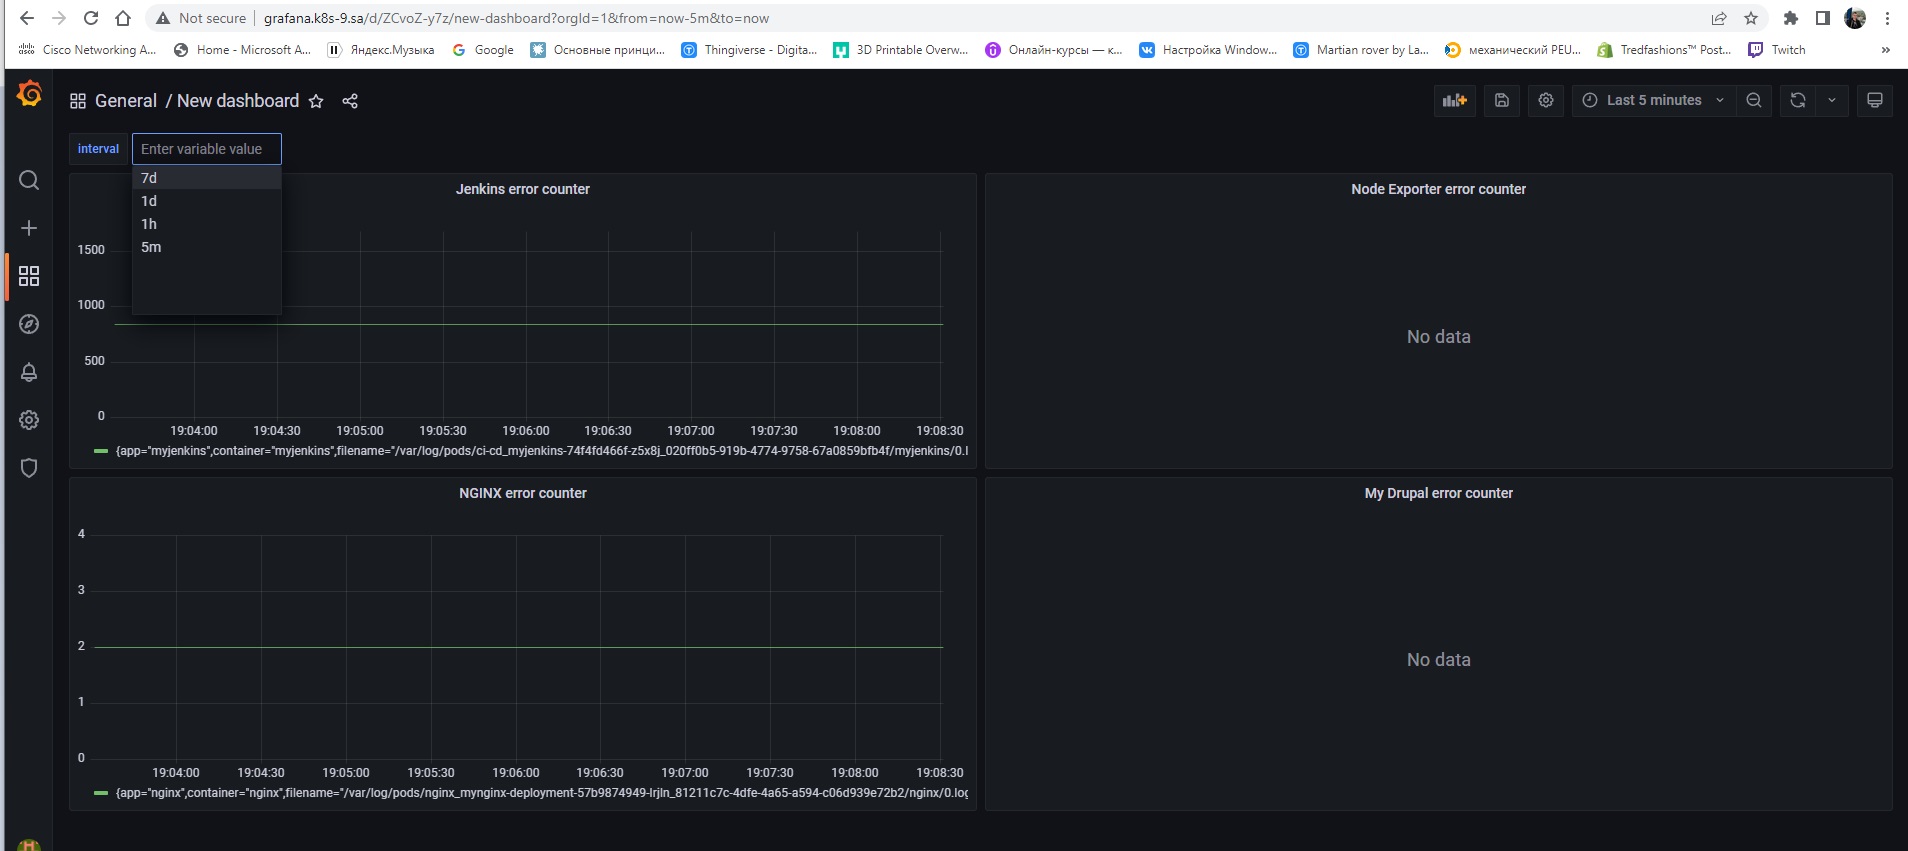 Not secure grafana.k8s-9.sa/d/ZCvoZ-y7z/new-dashboard?orgId=1&from=now-5m&to=now
cisco Cisco Networking A... Home - Microsoft A... Яндекс.Музыка Google Основные принци... Thingiverse - Digita... 3D Printable Overw... Онлайн-курсы — к... Настройка Window... Martian rover by La... механический PEU... Tredfashions™ Post... Twitch »
General / New dashboard Last 5 minutes
interval Enter variable value
7d
1d
1h
5m
Jenkins error counter
1500
1000
500
0
19:04:00 19:04:30 19:05:00 19:05:30 19:06:00 19:06:30 19:07:00 19:07:30 19:08:00 19:08:30
{app="myjenkins",container="myjenkins",filename="/var/log/pods/ci-cd_myjenkins-74f4fd466f-z5x8j_020ff0b5-919b-4774-9758-67a0859bfb4f/myjenkins/0.l
Node Exporter error counter
No data
NGINX error counter
4
3
2
1
0
19:04:00 19:04:30 19:05:00 19:05:30 19:06:00 19:06:30 19:07:00 19:07:30 19:08:00 19:08:30
{app="nginx",container="nginx",filename="/var/log/pods/nginx_mynginx-deployment-57b9874949-lrjln_81211c7c-4dfe-4a65-a594-c06d939e72b2/nginx/0.log
My Drupal error counter
No data